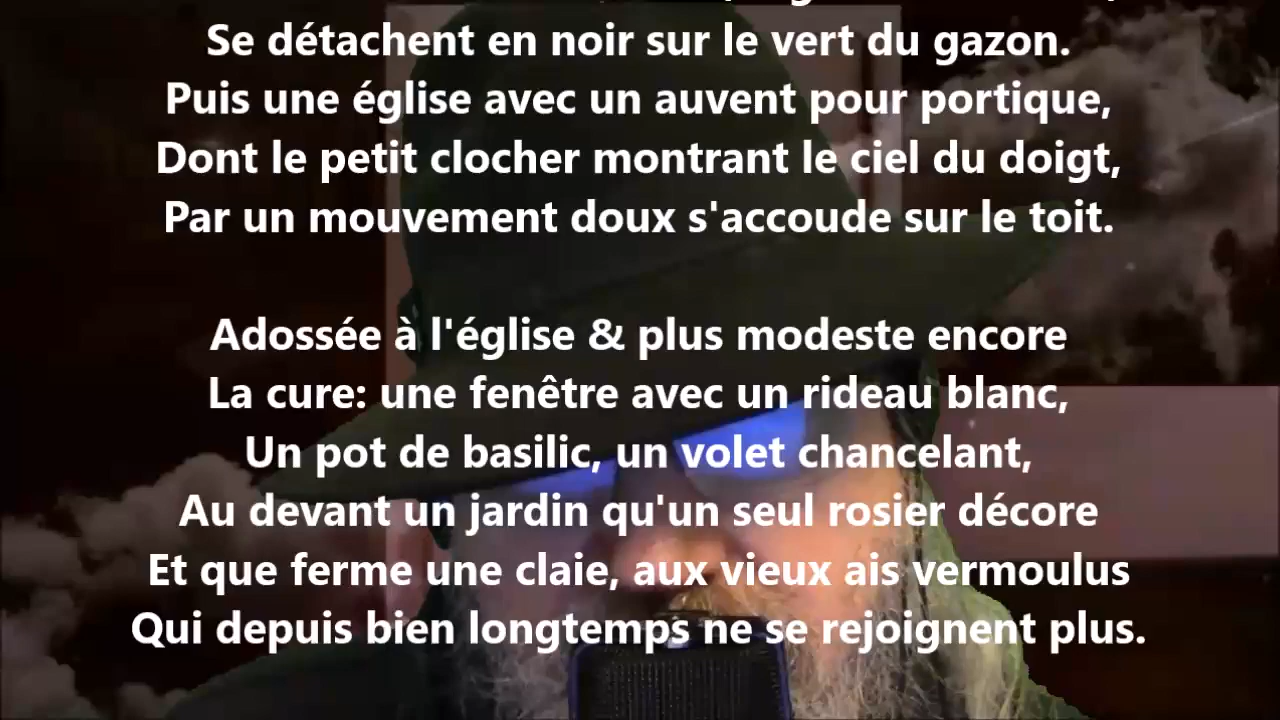 Se détachent en noir sur le vert du gazon.
Puis une église avec un auvent pour portique,
Dont le petit clocher montrant le ciel du doigt,
Par un mouvement doux s'accoude sur le toit.
Adossée à l'église & plus modeste encore
La cure: une fenêtre avec un rideau blanc,
Un pot de basilic, un volet chancelant,
Au devant un jardin qu'un seul rosier décore
Et que ferme une claie, aux vieux ais vermoulus
Qui depuis bien longtemps ne se rejoignent plus.